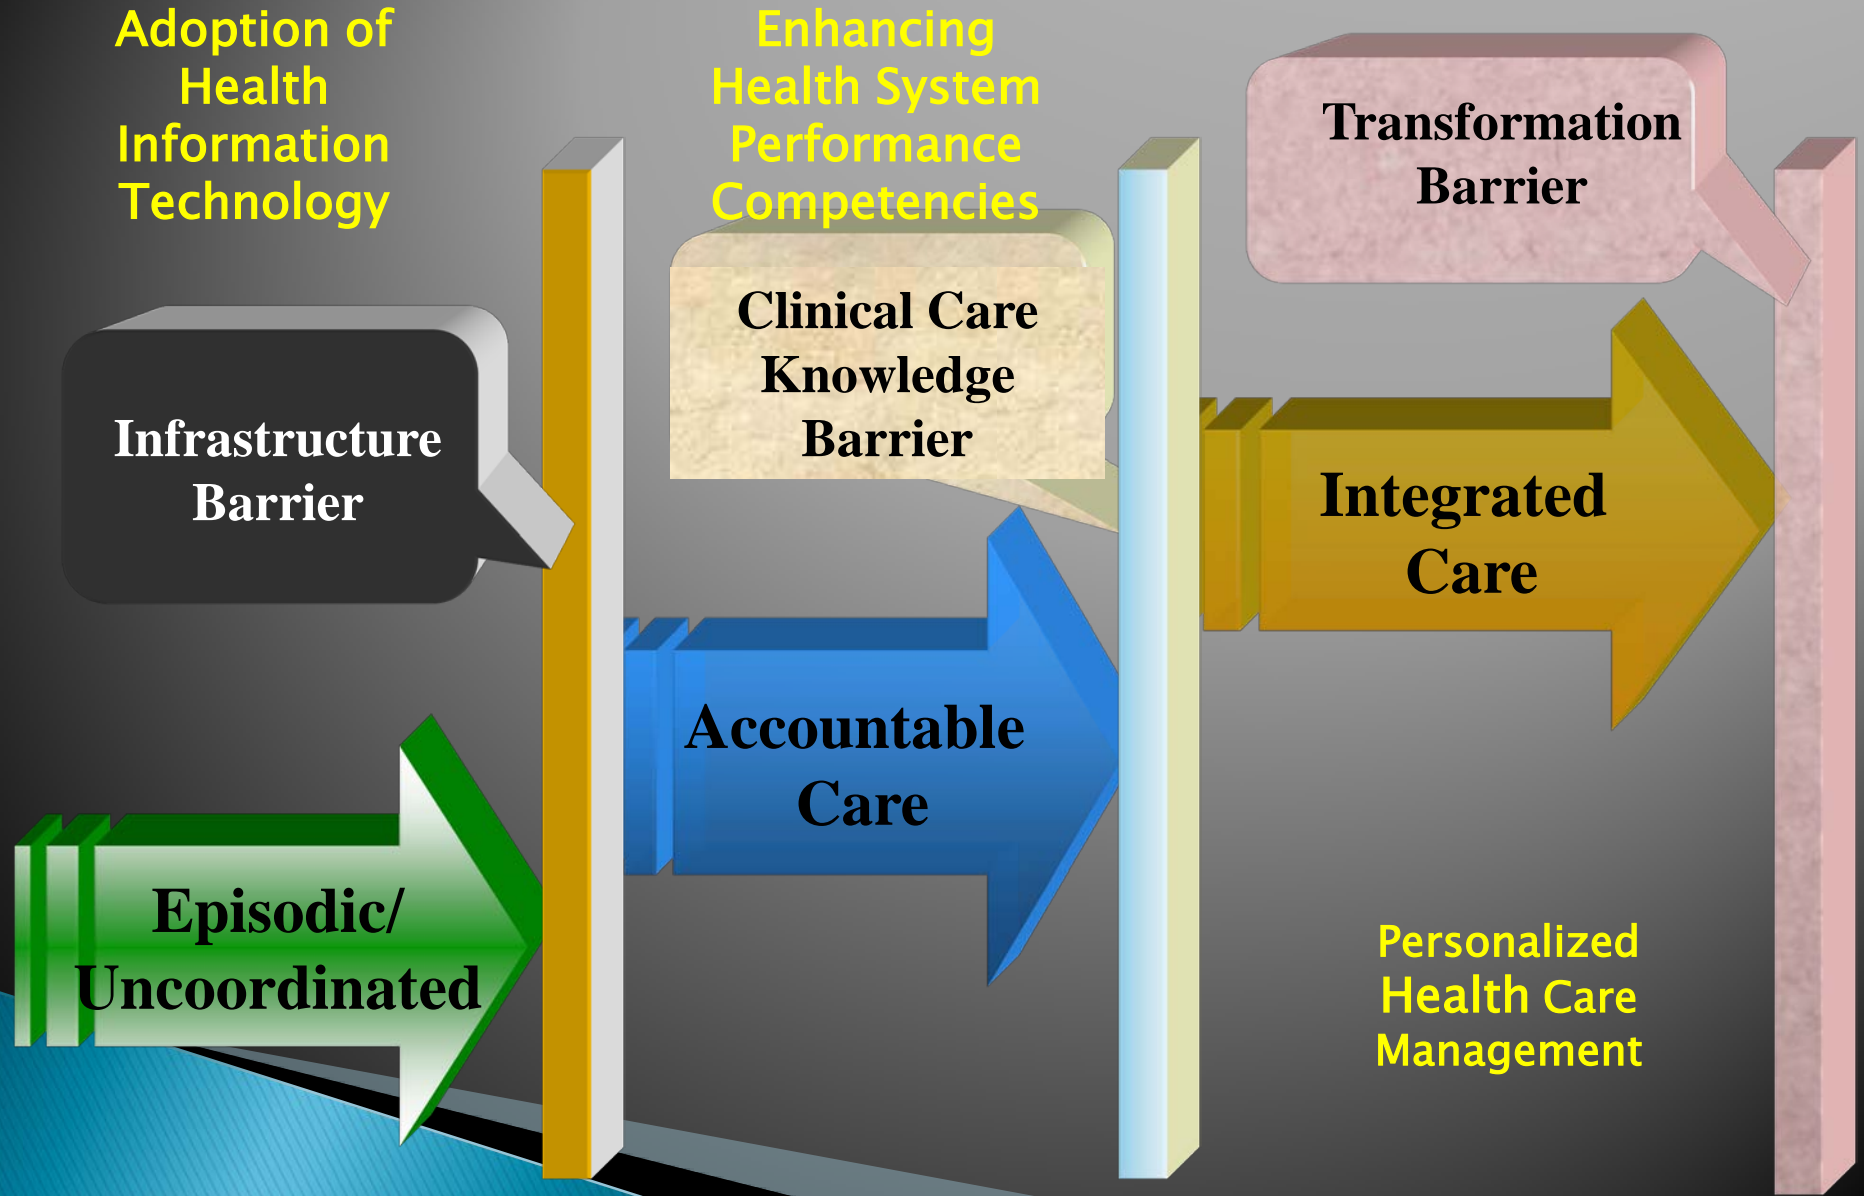 Adoption of
Health
Information
Technology
Infrastructure
Barrier
Episodic/
Uncoordinated
Enhancing
Health System
Performance
Competencies
Clinical Care
Knowledge
Barrier
Accountable
Care
Transformation
Barrier
Integrated
Care
Personalized
Health Care
Management